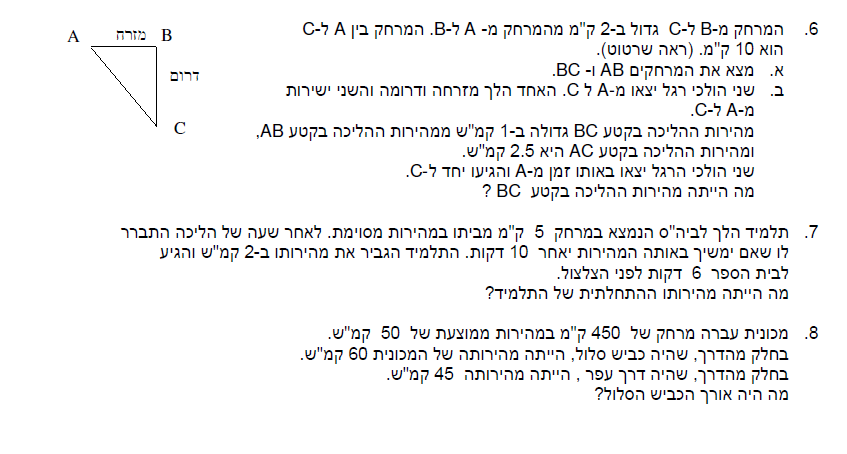 6. המרחק מ-B ל-C גדול ב-2 ק"מ מהמרחק מ- A ל-B. המרחק בין A ל-C
הוא 10 ק"מ. (ראה שרטוט).
א. מצא את המרחקים AB ו- BC.
ב. שני הולכי רגל יצאו מ-A ל C. האחד הלך מזרחה ודרומה והשני ישירות
מ-A ל-C.
מהירות ההליכה בקטע BC גדולה ב-1 קמ"ש ממהירות ההליכה בקטע AB,
ומהירות ההליכה בקטע AC היא 2.5 קמ"ש.
שני הולכי הרגל יצאו באותו זמן מ-A והגיעו יחד ל-C.
מה הייתה מהירות ההליכה בקטע BC ?
A מזרח B
דרום
C
7. תלמיד הלך לביה"ס הנמצא במרחק 5 ק"מ מביתו במהירות מסוימת. לאחר שעה של הליכה התברר
לו שאם ימשיך באותה המהירות יאחר 10 דקות. התלמיד הגביר את מהירותו ב-2 קמ"ש והגיע
לבית הספר 6 דקות לפני הצלצול.
מה הייתה מהירותו ההתחלתית של התלמיד?
8. מכונית עברה מרחק של 450 ק"מ במהירות ממוצעת של 50 קמ"ש.
בחלק מהדרך, שהיה כביש סלול, הייתה מהירותה של המכונית 60 קמ"ש.
בחלק מהדרך, שהיה דרך עפר , הייתה מהירותה 45 קמ"ש.
מה היה אורך הכביש הסלול?